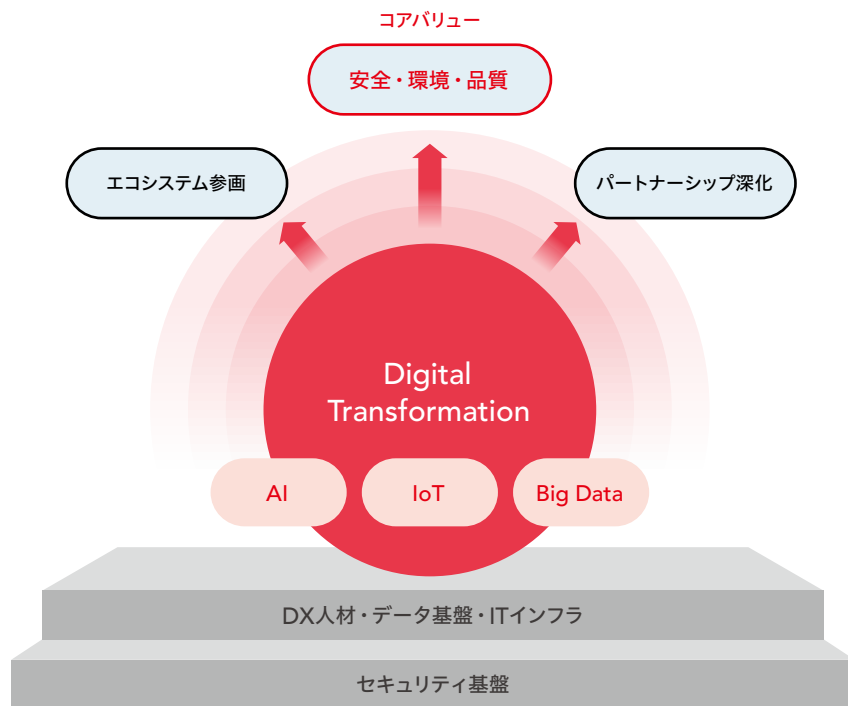 コアバリュー
安全・環境・品質
エコシステム参画
パートナーシップ深化
Digital
Transformation
AI
IoT
Big Data
DX人材・データ基盤・ITインフラ
セキュリティ基盤